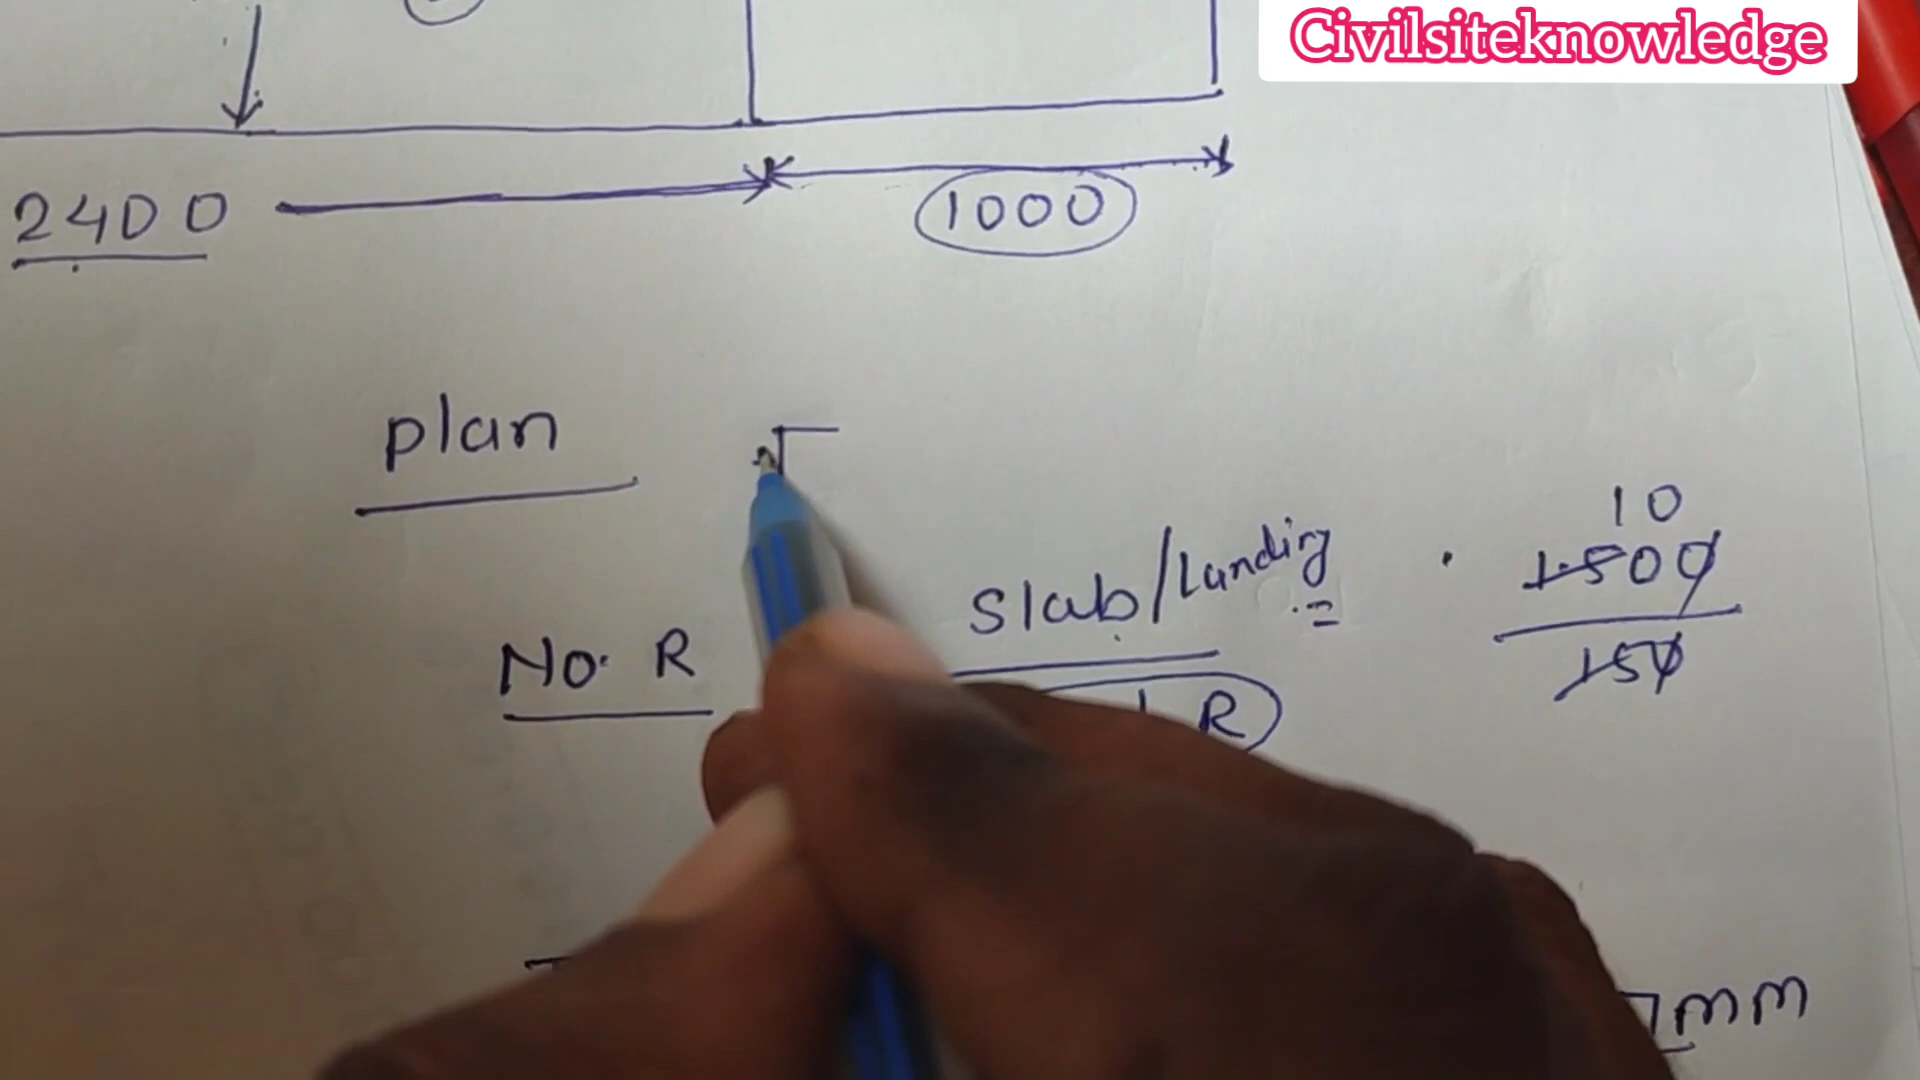 Civilsiteknowledge
2400
1000
plan
10
slab/Landing
1500
150
No. R
R
mm